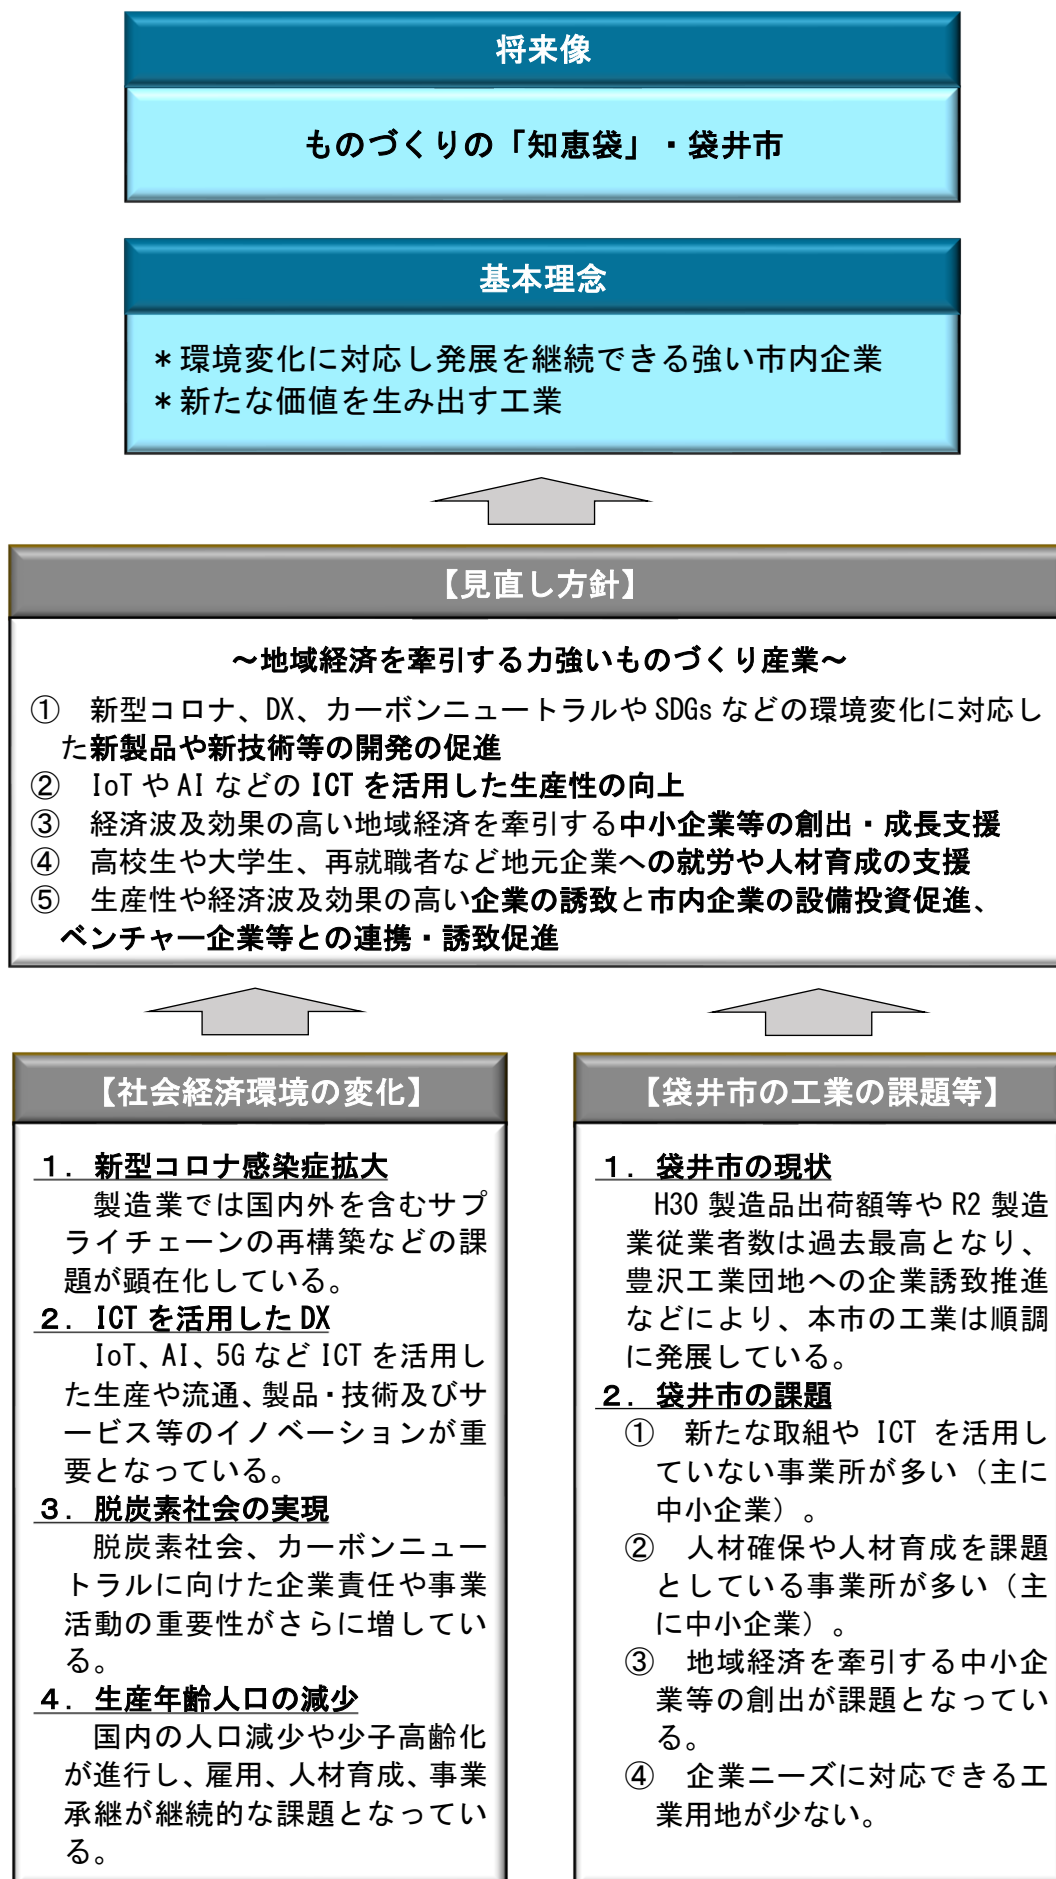 将来像
ものづくりの「知恵袋」・袋井市
基本理念
＊環境変化に対応し発展を継続できる強い市内企業
＊新たな価値を生み出す工業
【見直し方針】
～地域経済を牽引する力強いものづくり産業～
①　新型コロナ、DX、カーボンニュートラルや SDGs などの環境変化に対応し
た新製品や新技術等の開発の促進
②　IoT や AI などの ICT を活用した生産性の向上
③　経済波及効果の高い地域経済を牽引する中小企業等の創出・成長支援
④　高校生や大学生、再就職者など地元企業への就労や人材育成の支援
⑤　生産性や経済波及効果の高い企業の誘致と市内企業の設備投資促進、
ベンチャー企業等との連携・誘致促進
【社会経済環境の変化】
１．新型コロナ感染症拡大
製造業では国内外を含むサプ
ライチェーンの再構築などの課
題が顕在化している。
２．ICT を活用した DX
IoT、AI、5G など ICT を活用し
た生産や流通、製品・技術及びサ
ービス等のイノベーションが重
要となっている。
３．脱炭素社会の実現
脱炭素社会、カーボンニュー
トラルに向けた企業責任や事業
活動の重要性がさらに増してい
る。
４．生産年齢人口の減少
国内の人口減少や少子高齢化
が進行し、雇用、人材育成、事業
承継が継続的な課題となってい
る。
【袋井市の工業の課題等】
１．袋井市の現状
H30 製造品出荷額等や R2 製造
業従業者数は過去最高となり、
豊沢工業団地への企業誘致推進
などにより、本市の工業は順調
に発展している。
２．袋井市の課題
①　新たな取組や ICT を活用し
ていない事業所が多い（主に
中小企業）。
②　人材確保や人材育成を課題
としている事業所が多い（主
に中小企業）。
③　地域経済を牽引する中小企
業等の創出が課題となってい
る。
④　企業ニーズに対応できる工
業用地が少ない。